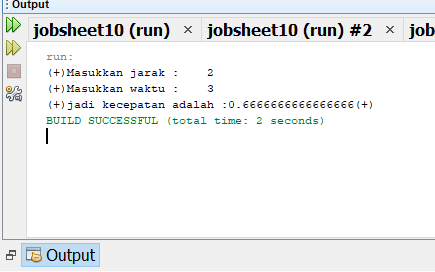 Output
jobsheet10 (run) × jobsheet10 (run) #2 × job
run:
(+)Masukkan jarak : 2
(+)Masukkan waktu : 3
(+)jadi kecepatan adalah :0.6666666666666666(+)
BUILD SUCCESSFUL (total time: 2 seconds)
Output